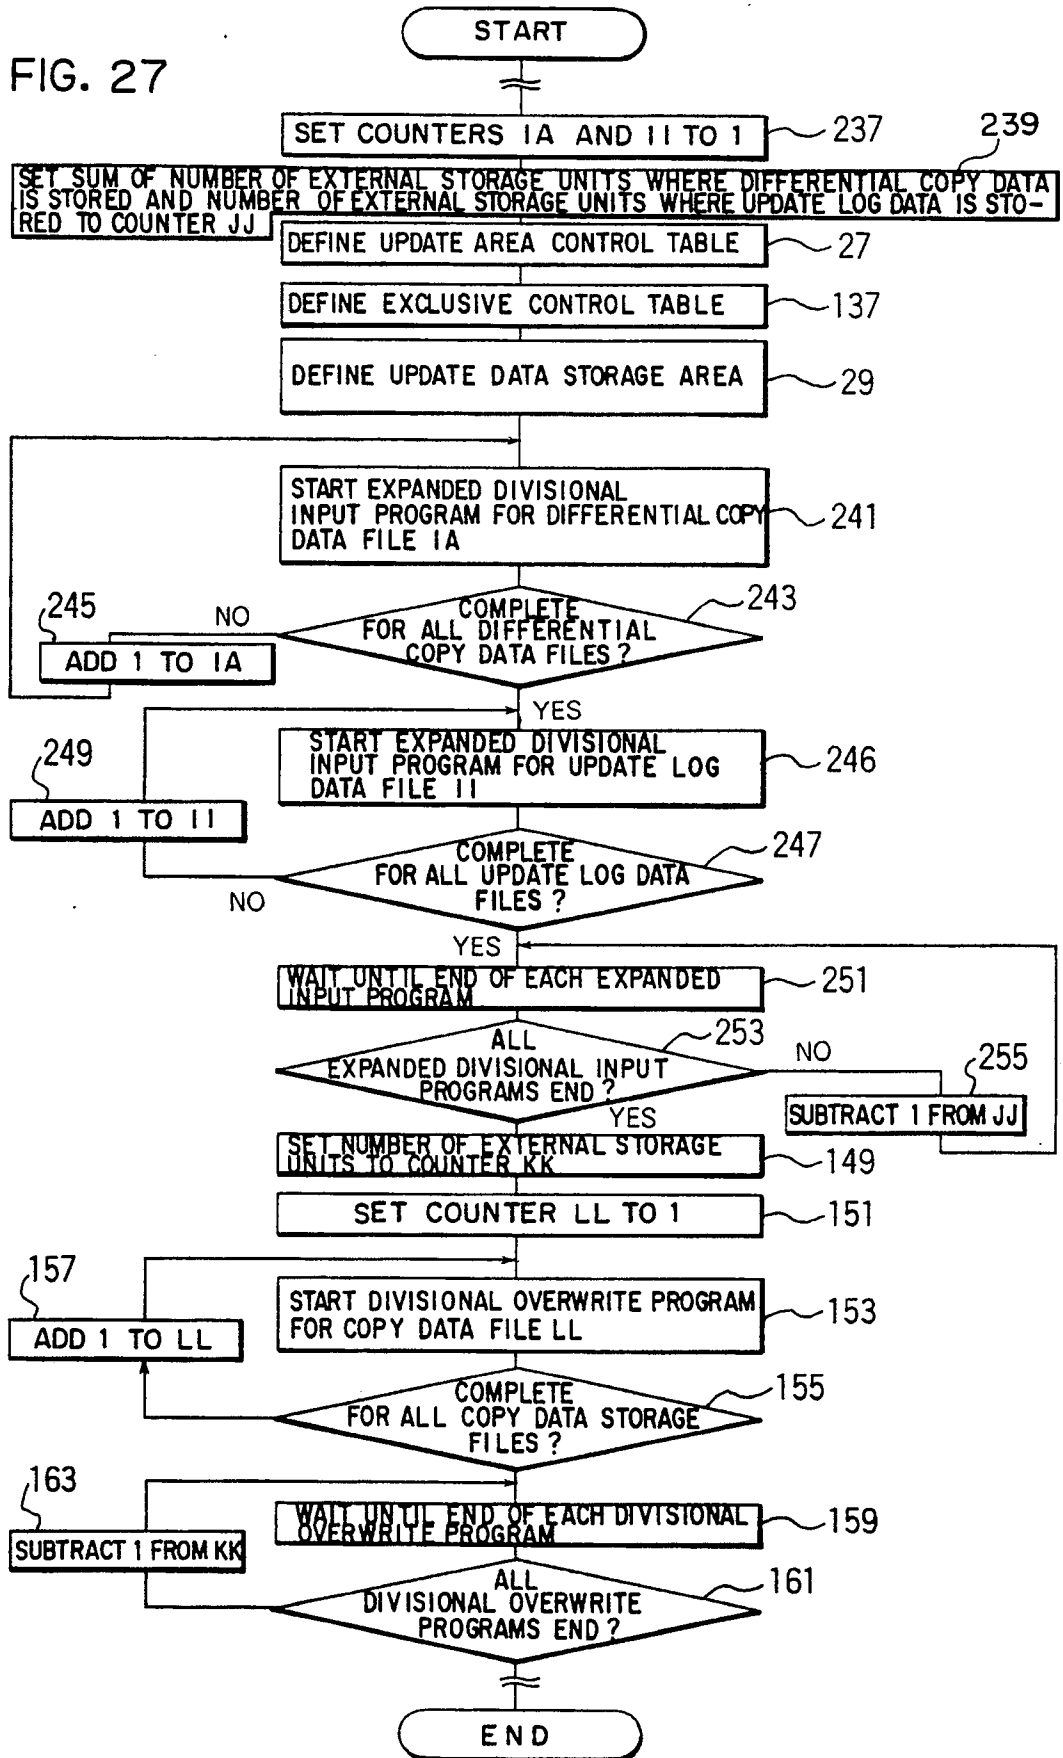 START
FIG. 27
SET COUNTERS IA AND II TO 1
237
239
SET SUM OF NUMBER OF EXTERNAL STORAGE UNITS WHERE DIFFERENTIAL COPY DATA
IS STORED AND NUMBER OF EXTERNAL STORAGE UNITS WHERE UPDATE LOG DATA IS STO-
RED TO COUNTER JJ
DEFINE UPDATE AREA CONTROL TABLE
27
DEFINE EXCLUSIVE CONTROL TABLE
137
DEFINE UPDATE DATA STORAGE AREA
29
START EXPANDED DIVISIONAL
INPUT PROGRAM FOR DIFFERENTIAL COPY
DATA FILE IA
241
243
COMPLETE
FOR ALL DIFFERENTIAL
COPY DATA FILES?
245
NO
ADD 1 TO IA
YES
START EXPANDED DIVISIONAL
INPUT PROGRAM FOR UPDATE LOG
DATA FILE II
246
249
ADD 1 TO II
247
COMPLETE
FOR ALL UPDATE LOG DATA
FILES?
NO
YES
WAIT UNTIL END OF EACH EXPANDED
INPUT PROGRAM
251
253
ALL
EXPANDED DIVISIONAL INPUT
PROGRAMS END?
NO
255
SUBTRACT 1 FROM JJ
YES
SET NUMBER OF EXTERNAL STORAGE
UNITS TO COUNTER KK
149
SET COUNTER LL TO 1
151
157
ADD 1 TO LL
START DIVISIONAL OVERWRITE PROGRAM
FOR COPY DATA FILE LL
153
155
COMPLETE
FOR ALL COPY DATA STORAGE
FILES?
163
SUBTRACT 1 FROM KK
WAIT UNTIL END OF EACH DIVISIONAL
OVERWRITE PROGRAM
159
161
ALL
DIVISIONAL OVERWRITE
PROGRAMS END?
END